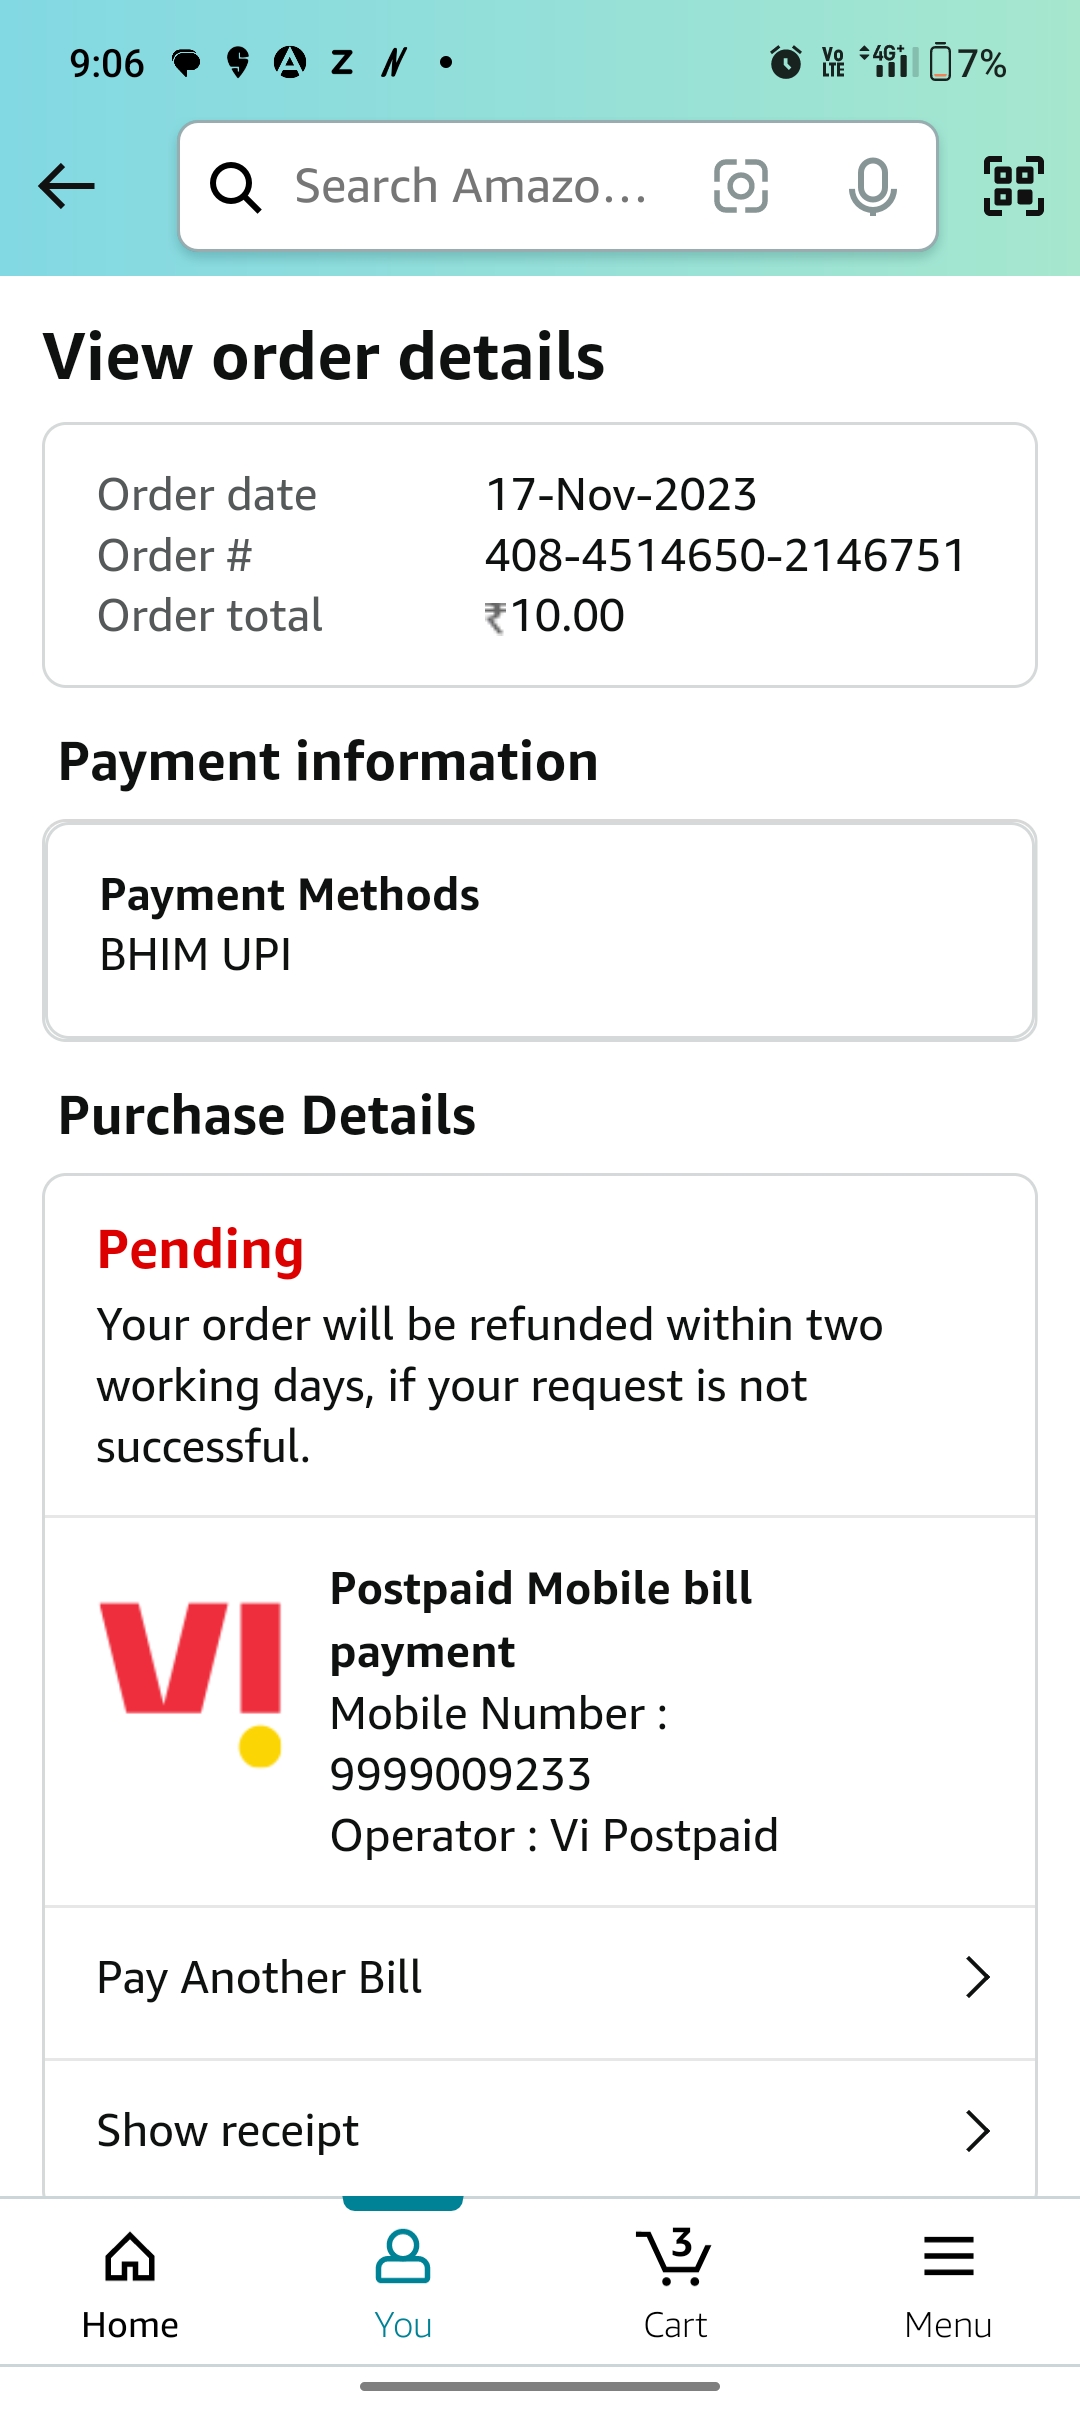 9:06
Vo LTE 4G+ 7%
Search Amazo...
View order details
Order date 17-Nov-2023
Order # 408-4514650-2146751
Order total ₹10.00
Payment information
Payment Methods
BHIM UPI
Purchase Details
Pending
Your order will be refunded within two
working days, if your request is not
successful.
VI
Postpaid Mobile bill
payment
Mobile Number :
9999009233
Operator : Vi Postpaid
Pay Another Bill
Show receipt
3
Home You Cart Menu